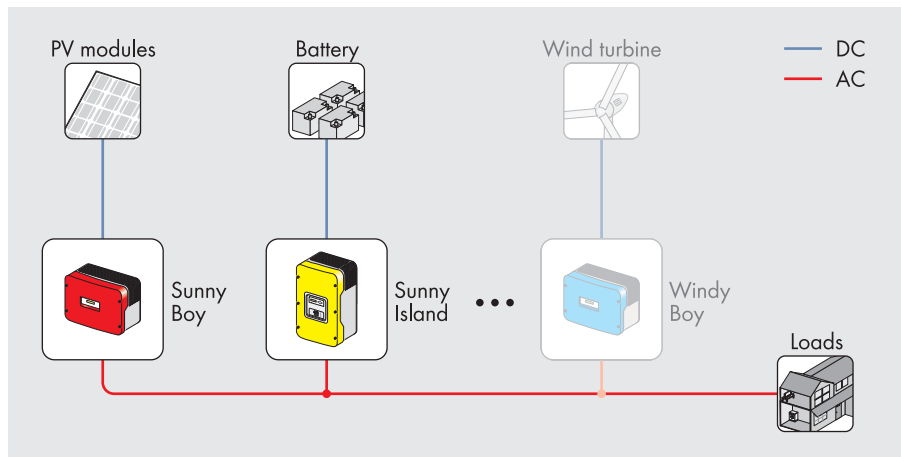 PV modules
Battery
Wind turbine
DC
AC
Sunny
Boy
Sunny
Island
Windy
Boy
Loads